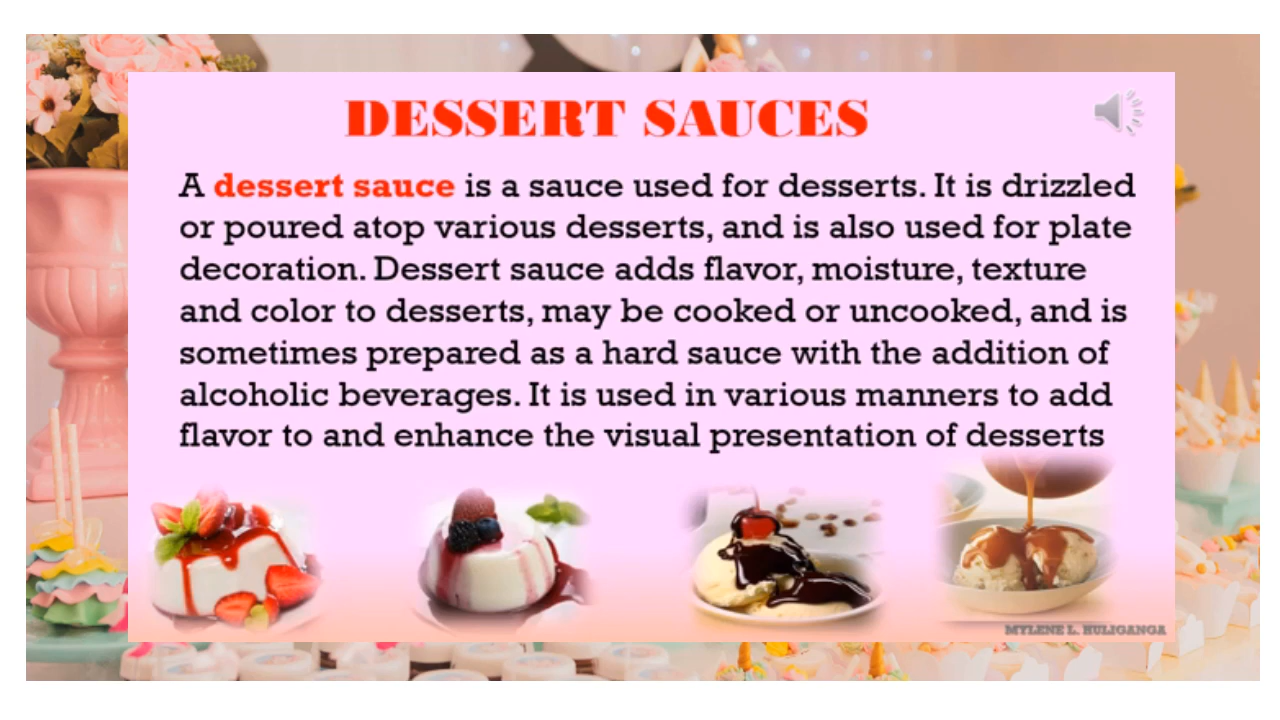 DESSERT SAUCES
A dessert sauce is a sauce used for desserts. It is drizzled
or poured atop various desserts, and is also used for plate
decoration. Dessert sauce adds flavor, moisture, texture
and color to desserts, may be cooked or uncooked, and is
sometimes prepared as a hard sauce with the addition of
alcoholic beverages. It is used in various manners to add
flavor to and enhance the visual presentation of desserts
MYLENE L. HULIGANGA